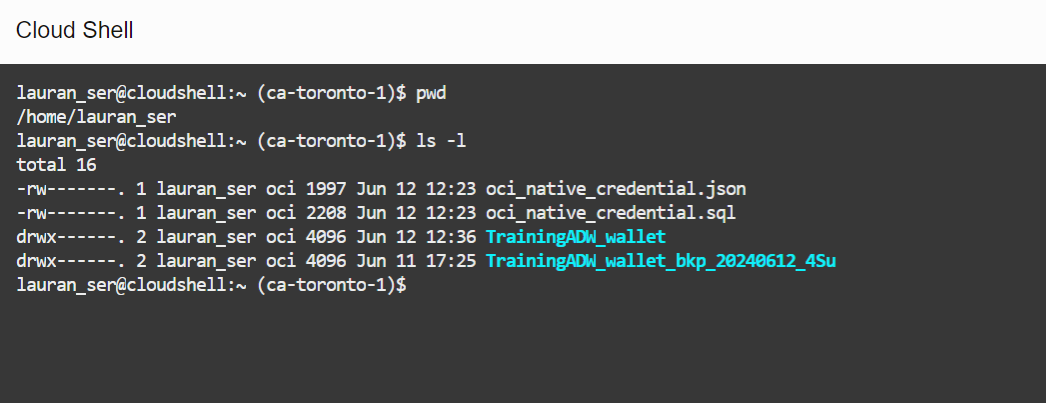 Cloud Shell
lauran_ser@cloudshell:~ (ca-toronto-1)$ pwd
/home/lauran_ser
lauran_ser@cloudshell:~ (ca-toronto-1)$ ls -l
total 16
-rw-------. 1 lauran_ser oci 1997 Jun 12 12:23 oci_native_credential.json
-rw-------. 1 lauran_ser oci 2208 Jun 12 12:23 oci_native_credential.sql
drwx------. 2 lauran_ser oci 4096 Jun 12 12:36 TrainingADW_wallet
drwx------. 2 lauran_ser oci 4096 Jun 11 17:25 TrainingADW_wallet_bkp_20240612_4Su
lauran_ser@cloudshell:~ (ca-toronto-1)$